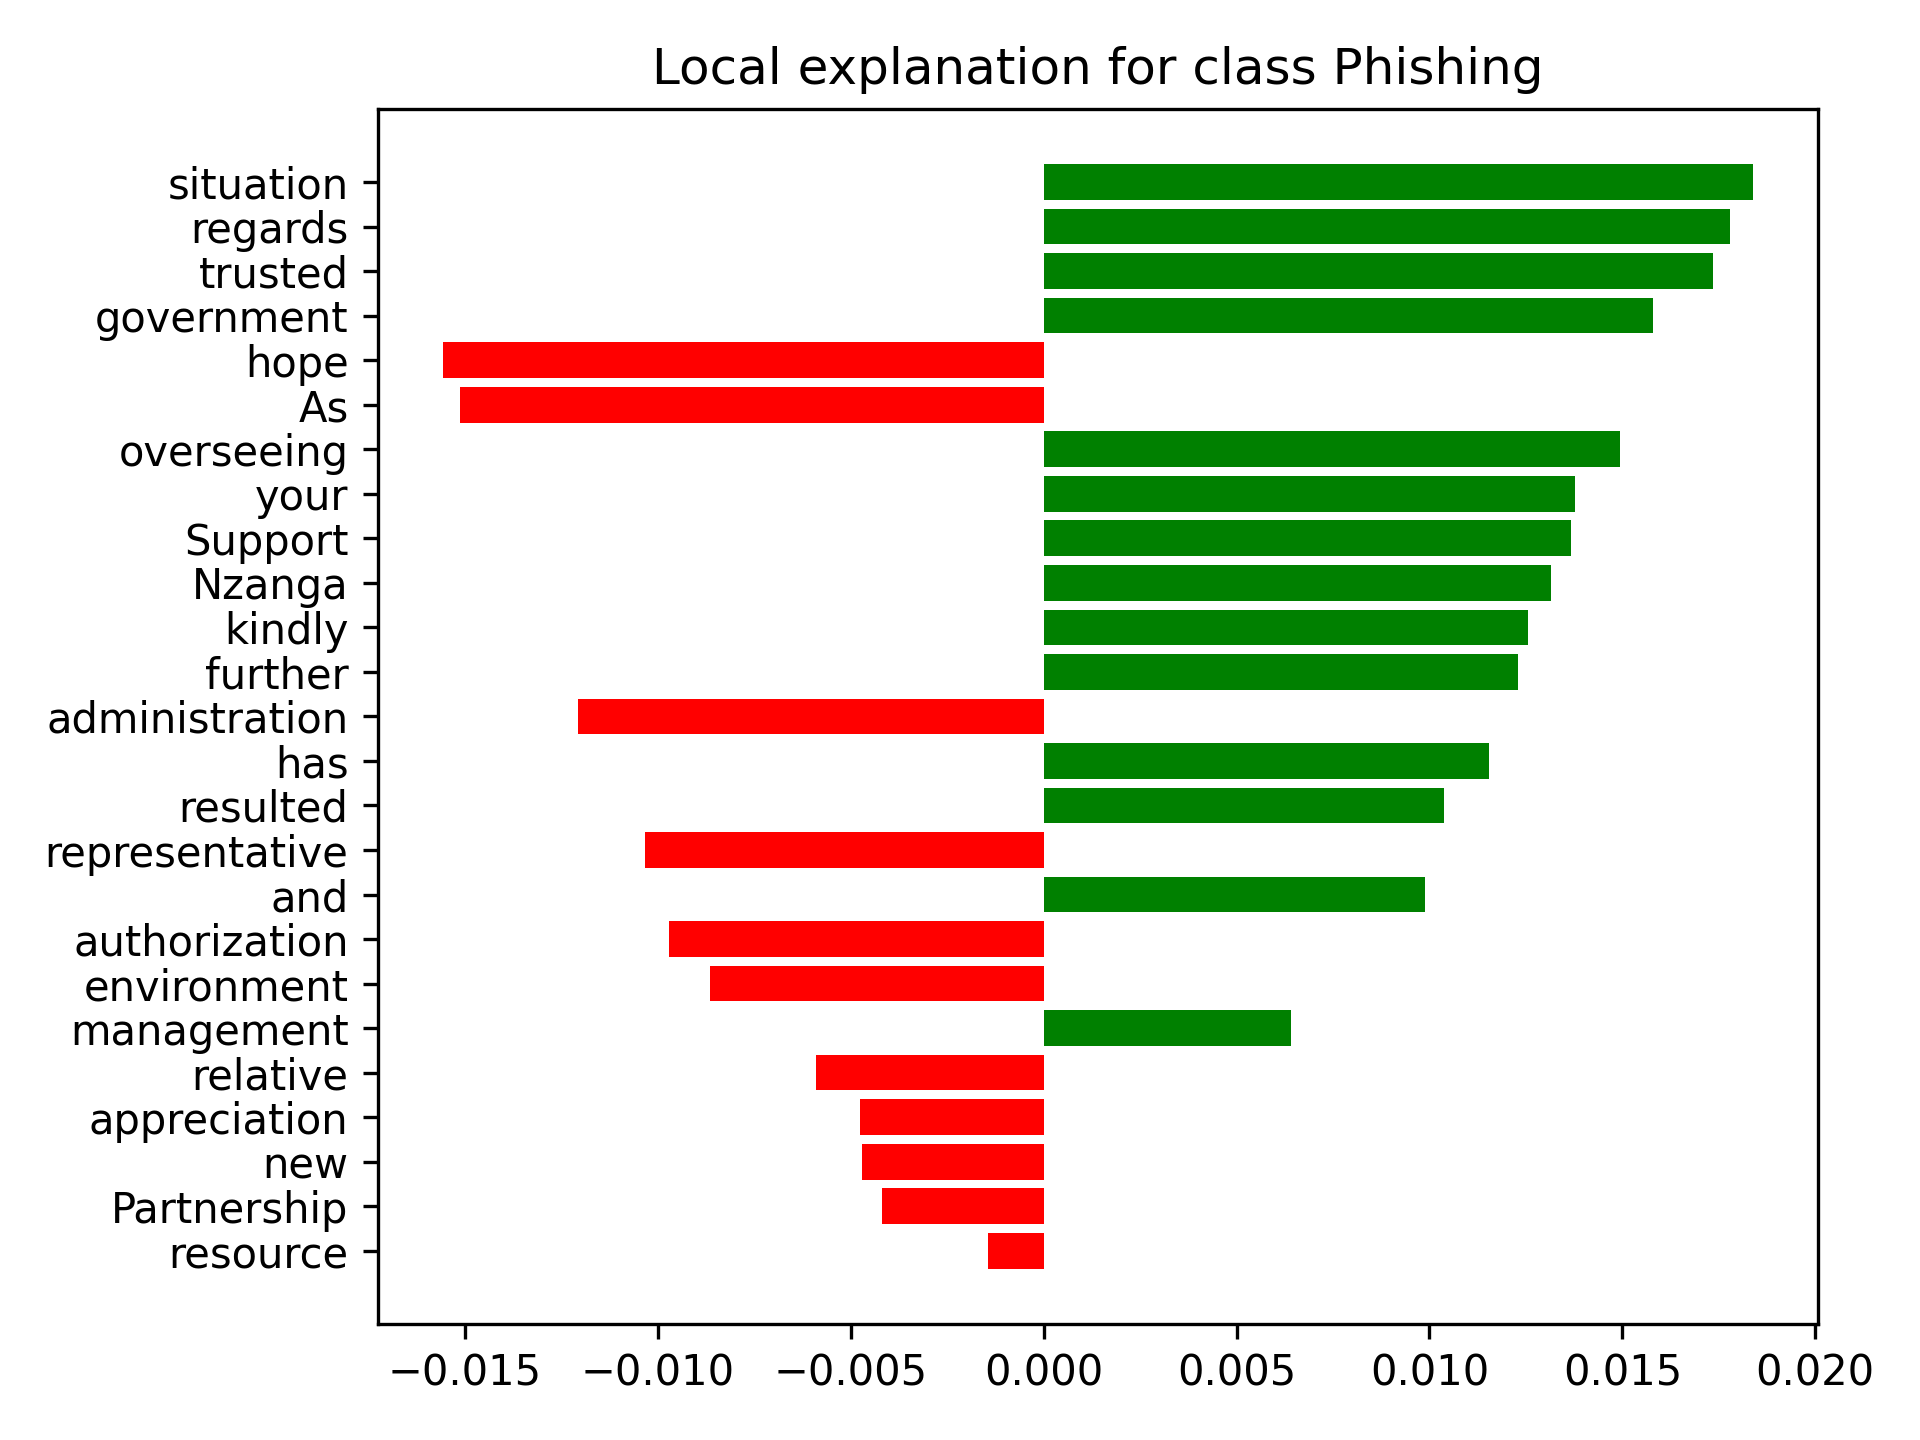 Local explanation for class Phishing
situation
regards
trusted
government
hope
As
overseeing
your
Support
Nzanga
kindly
further
administration
has
resulted
representative
and
authorization
environment
management
relative
appreciation
new
Partnership
resource
−0.015 −0.010 −0.005 0.000 0.005 0.010 0.015 0.020